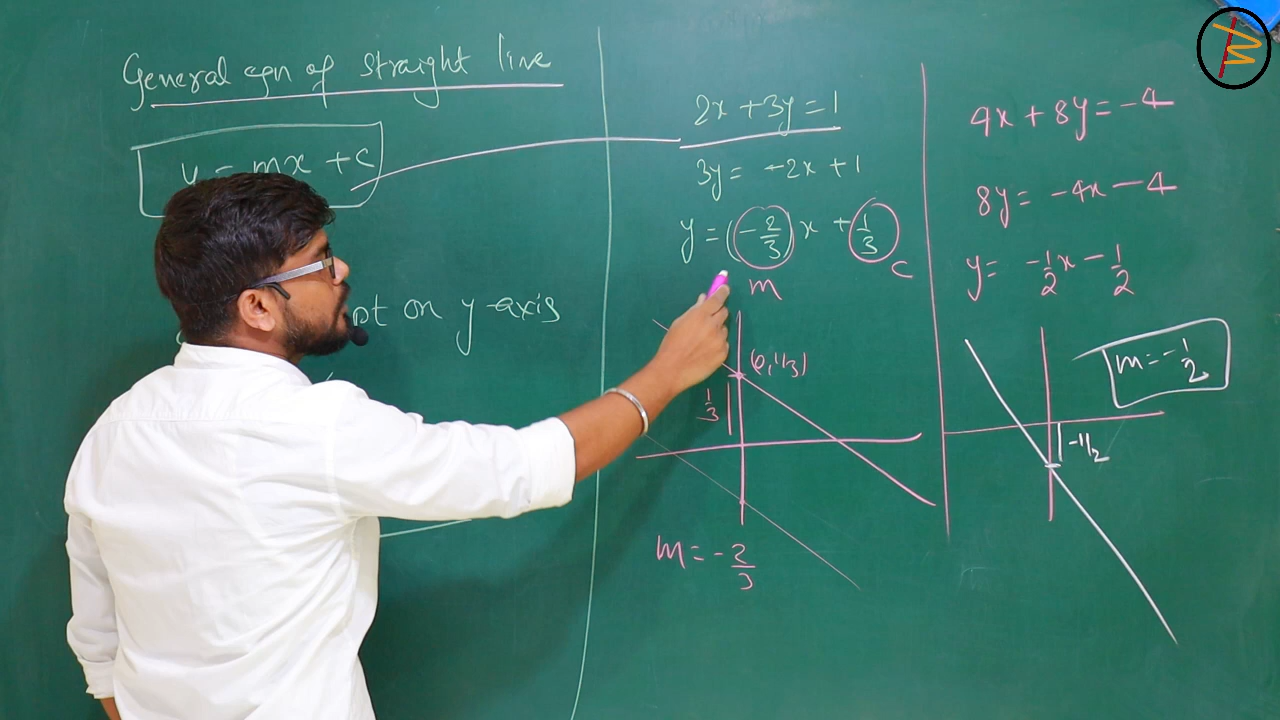 General eqn of straight line
y = mx + c
on y-axis
2x + 3y = 1
3y = -2x + 1
y = (-2/3)x + 1/3
c
m
(0, 1/3)
1/3
m = -2/3
4x + 8y = -4
8y = -4x - 4
y = -1/2x - 1/2
m = -1/2
-1/2